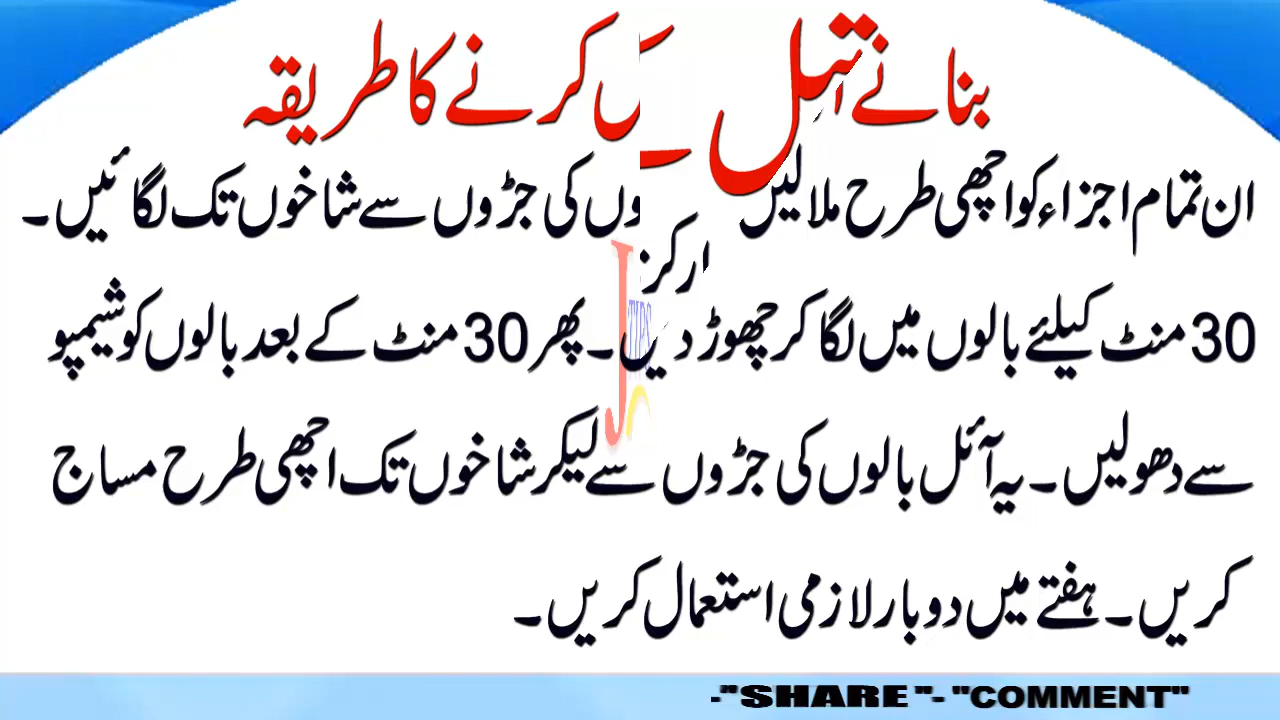 بنانے کرنے کا طریقہ
ان تمام اجزاء کو اچھی طرح ملا لیں کی جڑوں سے شاخوں تک لگائیں۔
30 منٹ کیلئے بالوں میں لگا کر چھوڑ دیں۔ پھر 30 منٹ کے بعد بالوں کو شیمپو
سے دھولیں۔ یہ آئل بالوں کی جڑوں سے لیکر شاخوں تک اچھی طرح مساج
کریں۔ ہفتے میں دو بار لازمی استعمال کریں۔
TIPS
-"SHARE"- "COMMENT"